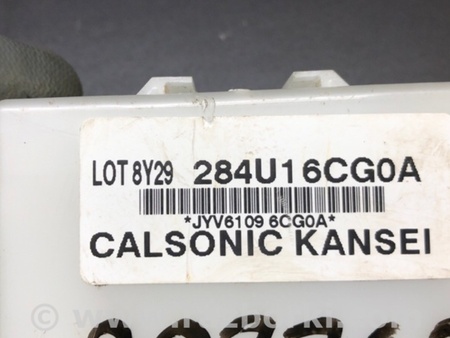 LOT 8Y29 284U16CG0A
*JYV6109 6CG0A*
CALSONIC KANSEI